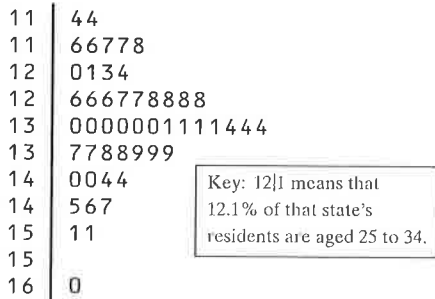 11 | 44
11 | 66778
12 | 0134
12 | 666778888
13 | 0000001111444
13 | 7788999
14 | 0044
14 | 567
15 | 11
15 |
16 | 0
Key: 12|1 means that
12.1% of that state's
residents are aged 25 to 34.